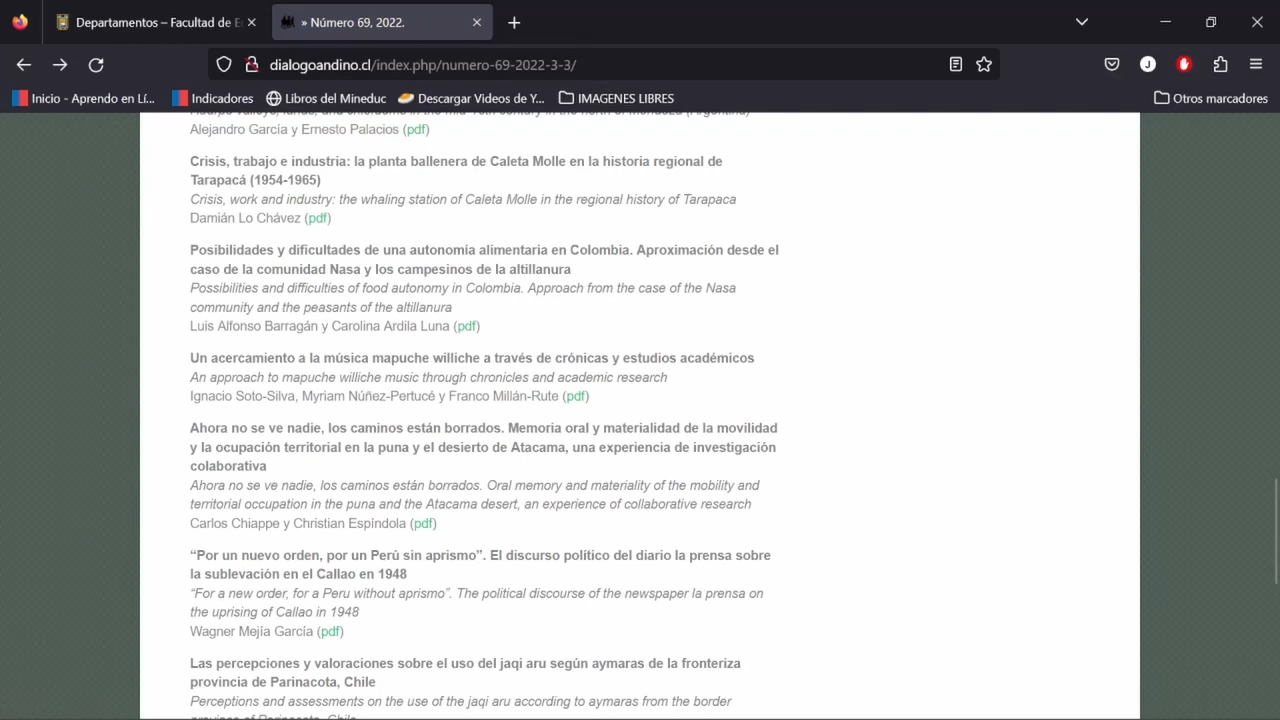 Departamentos – Facultad de E
» Número 69, 2022.
dialogoandino.cl/index.php/numero-69-2022-3-3/
J
Inicio - Aprendo en Lí... Indicadores Libros del Mineduc Descargar Videos de Y... IMAGENES LIBRES Otros marcadores
Alejandro García y Ernesto Palacios (pdf)
Crisis, trabajo e industria: la planta ballenera de Caleta Molle en la historia regional de
Tarapacá (1954-1965)
Crisis, work and industry: the whaling station of Caleta Molle in the regional history of Tarapaca
Damián Lo Chávez (pdf)
Posibilidades y dificultades de una autonomía alimentaria en Colombia. Aproximación desde el
caso de la comunidad Nasa y los campesinos de la altillanura
Possibilities and difficulties of food autonomy in Colombia. Approach from the case of the Nasa
community and the peasants of the altillanura
Luis Alfonso Barragán y Carolina Ardila Luna (pdf)
Un acercamiento a la música mapuche williche a través de crónicas y estudios académicos
An approach to mapuche williche music through chronicles and academic research
Ignacio Soto-Silva, Myriam Núñez-Pertucé y Franco Millán-Rute (pdf)
Ahora no se ve nadie, los caminos están borrados. Memoria oral y materialidad de la movilidad
y la ocupación territorial en la puna y el desierto de Atacama, una experiencia de investigación
colaborativa
Ahora no se ve nadie, los caminos están borrados. Oral memory and materiality of the mobility and
territorial occupation in the puna and the Atacama desert, an experience of collaborative research
Carlos Chiappe y Christian Espíndola (pdf)
“Por un nuevo orden, por un Perú sin aprismo”. El discurso político del diario la prensa sobre
la sublevación en el Callao en 1948
“For a new order, for a Peru without aprismo”. The political discourse of the newspaper la prensa on
the uprising of Callao in 1948
Wagner Mejía García (pdf)
Las percepciones y valoraciones sobre el uso del jaqi aru según aymaras de la fronteriza
provincia de Parinacota, Chile
Perceptions and assessments on the use of the jaqi aru according to aymaras from the border
province of Parinacota, Chile